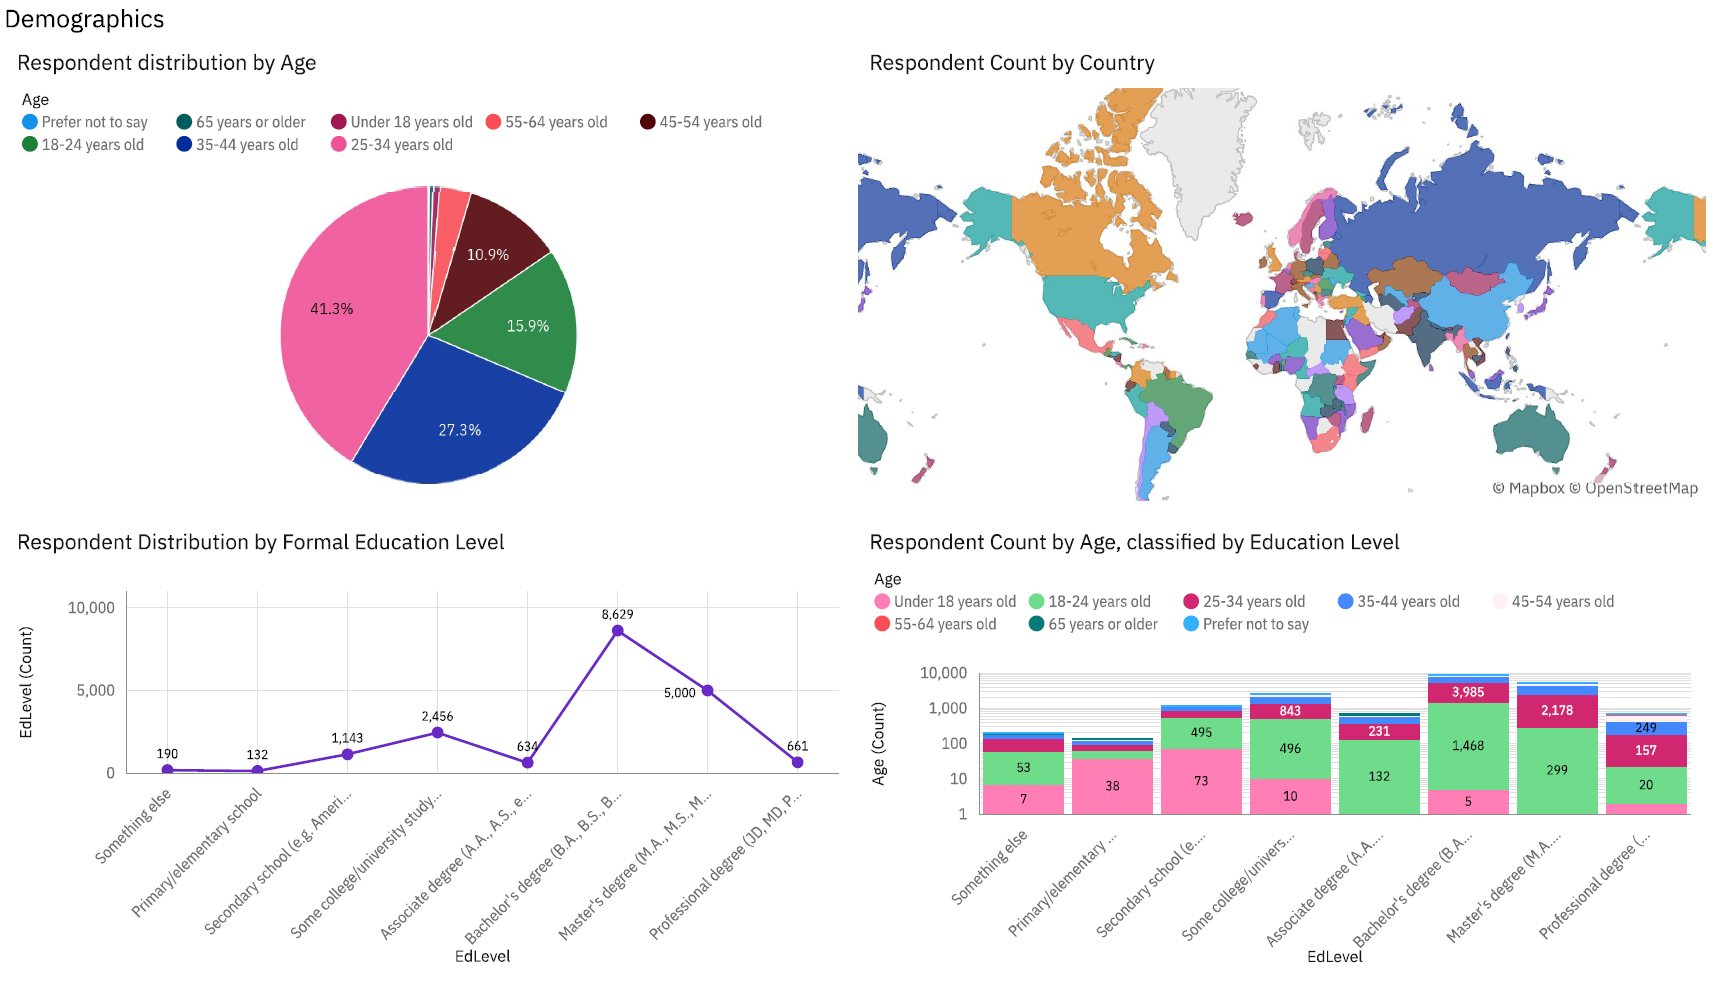 Demographics
Respondent distribution by Age
Age
Prefer not to say
65 years or older
Under 18 years old
55-64 years old
45-54 years old
18-24 years old
35-44 years old
25-34 years old
10.9%
41.3%
15.9%
27.3%
Respondent Count by Country
© Mapbox © OpenStreetMap
Respondent Distribution by Formal Education Level
EdLevel (Count)
10,000
5,000
0
190
132
1,143
2,456
634
8,629
5,000
661
Something else
Primary/elementary school
Secondary school (e.g. Ameri...
Some college/university study...
Associate degree (A.A., A.S., e...
Bachelor's degree (B.A., B.S., B...
Master's degree (M.A., M.S., M...
Professional degree (JD, MD, P...
EdLevel
Respondent Count by Age, classified by Education Level
Age
Under 18 years old
18-24 years old
25-34 years old
35-44 years old
45-54 years old
55-64 years old
65 years or older
Prefer not to say
Age (Count)
10,000
1,000
100
10
1
53
7
38
495
73
843
496
10
231
132
3,985
1,468
5
2,178
299
249
157
20
Something else
Primary/elementary ...
Secondary school (e...
Some college/univers...
Associate degree (A.A...
Bachelor's degree (B.A...
Master's degree (M.A...
Professional degree (...
EdLevel